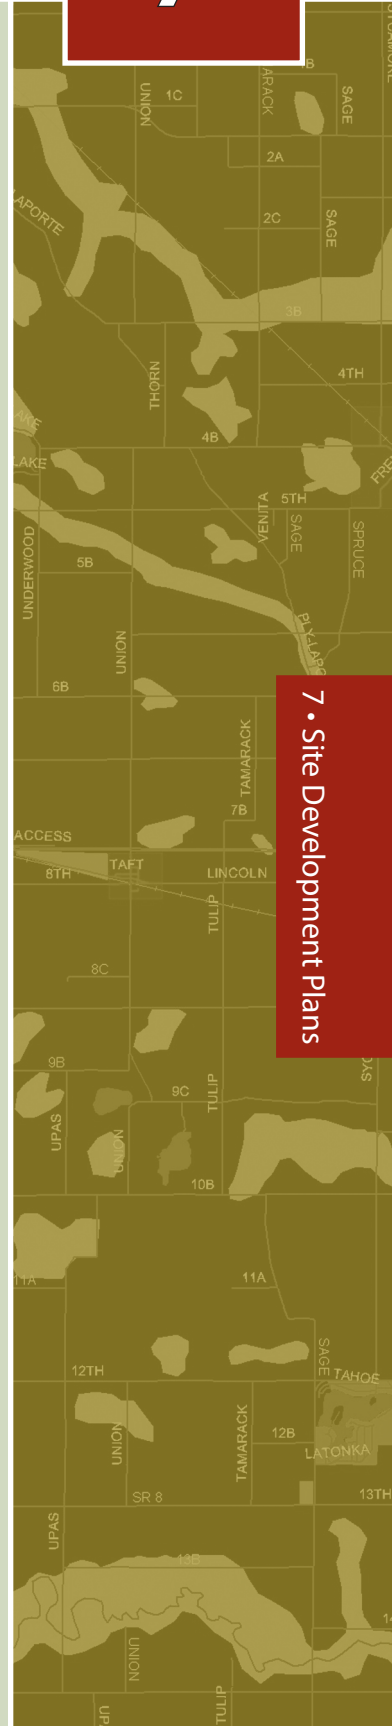 1C
UNION
SAGE
2A
2C
SAGE
LAPORTE
3B
4TH
THORN
4B
LAKE
5TH
VENITA
SAGE
SPRUCE
UNDERWOOD
5B
UNION
6B
7 • Site Development Plans
TAMARACK
7B
ACCESS
TAFT
8TH
LINCOLN
TULIP
8C
9B
9C
TULIP
UPAS
UNION
10B
11A
11A
SAGE
TAHOE
12TH
UNION
TAMARACK
12B
LATONKA
SR 8
13TH
UPAS
13B
UNION
TULIP
UP